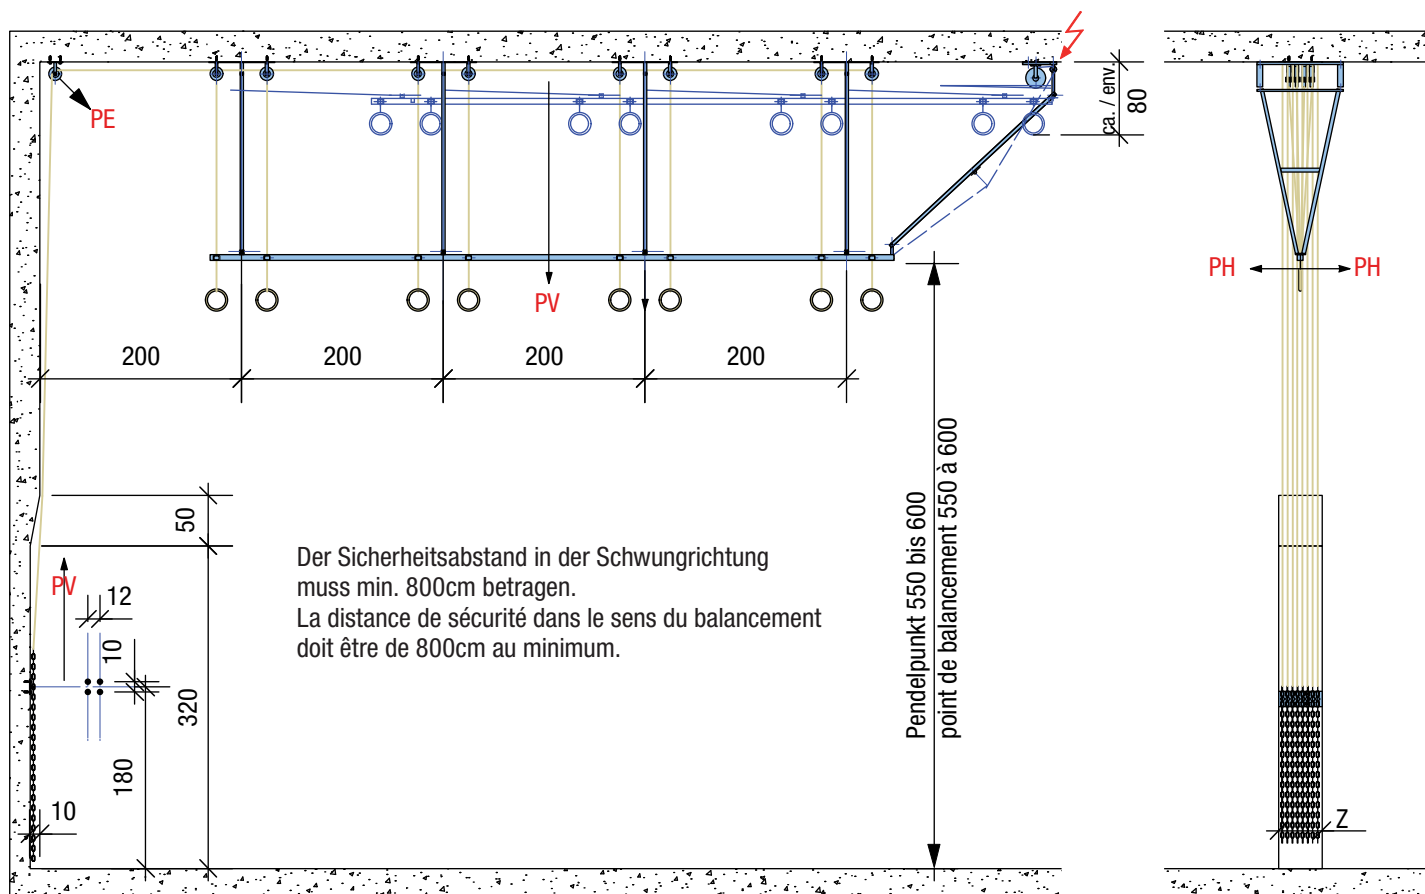 PE
ca. / env.
80
PV
PH
PH
200
200
200
200
50
PV
12
10
320
180
10
Der Sicherheitsabstand in der Schwungrichtung
muss min. 800cm betragen.
La distance de sécurité dans le sens du balancement
doit être de 800cm au minimum.
Pendelpunkt 550 bis 600
point de balancement 550 à 600
Z